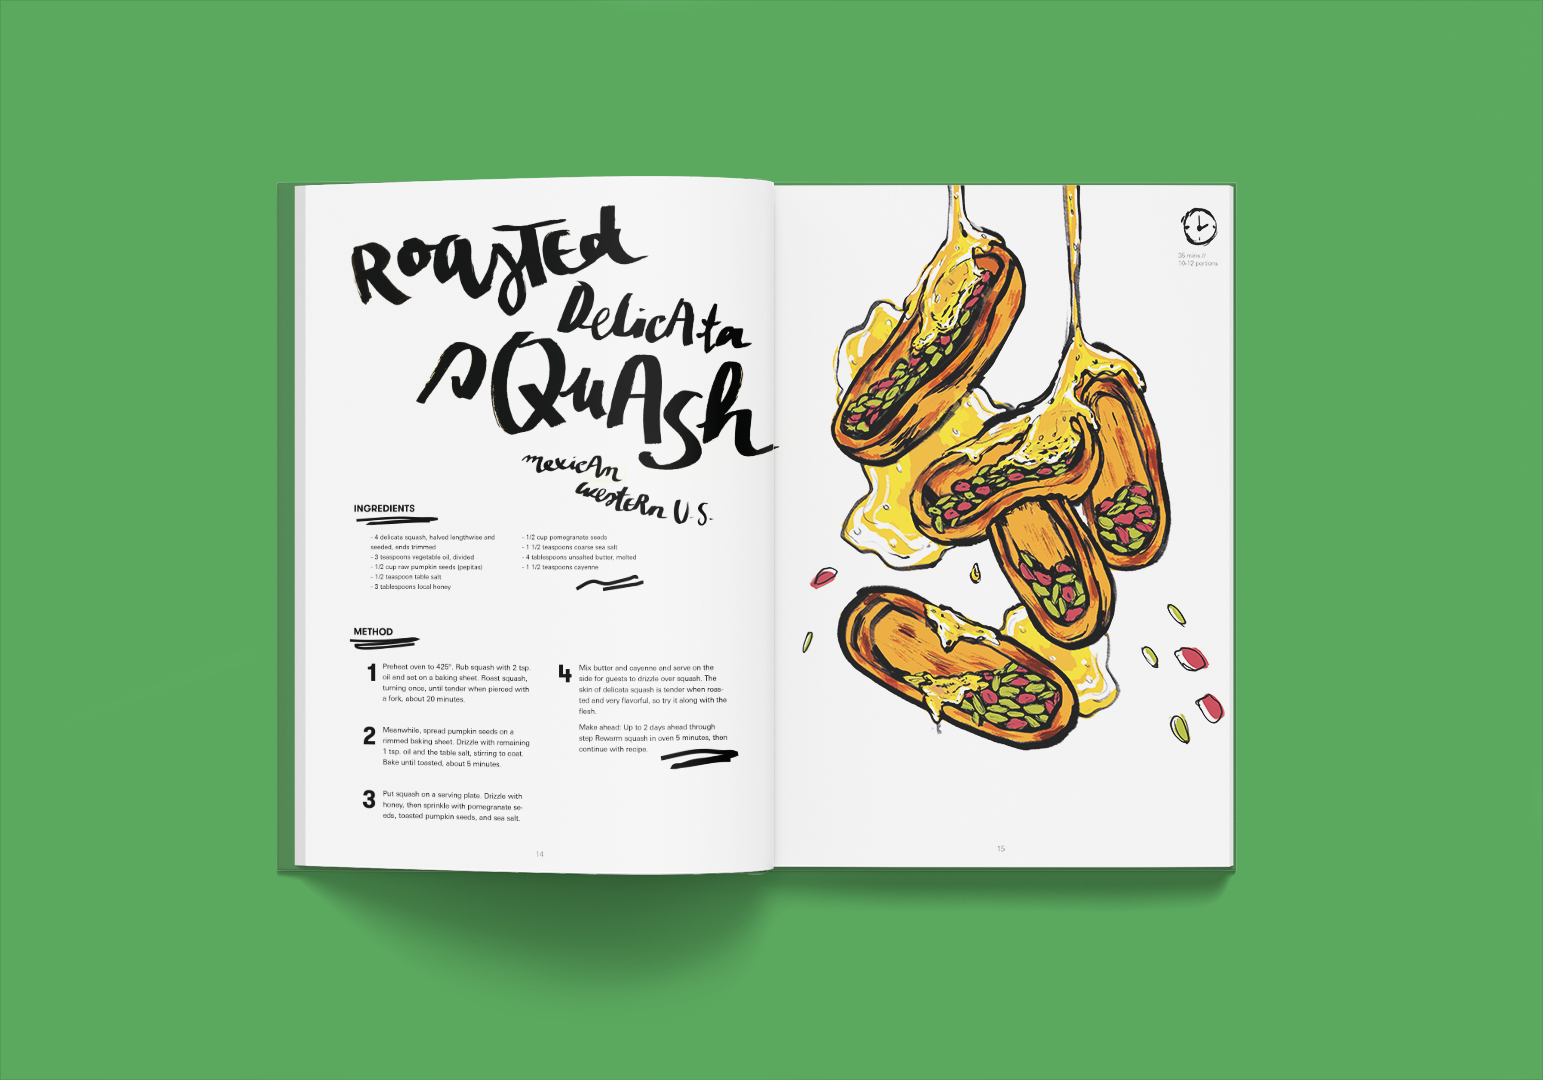 Roasted
Delicata
Squash
mexican
western U.S.
INGREDIENTS
- 4 delicata squash, halved lengthwise and
seeded, ends trimmed
- 3 teaspoons vegetable oil, divided
- 1/2 cup raw pumpkin seeds (pepitas)
- 1/2 teaspoon table salt
- 3 tablespoons local honey
- 1/2 cup pomegranate seeds
- 1 1/2 teaspoons coarse sea salt
- 4 tablespoons unsalted butter, melted
- 1 1/2 teaspoons cayenne
METHOD
1 Preheat oven to 425°. Rub squash with 2 tsp.
oil and set on a baking sheet. Roast squash,
turning once, until tender when pierced with
a fork, about 20 minutes.
2 Meanwhile, spread pumpkin seeds on a
rimmed baking sheet. Drizzle with remaining
1 tsp. oil and the table salt, stirring to coat.
Bake until toasted, about 5 minutes.
3 Put squash on a serving plate. Drizzle with
honey, then sprinkle with pomegranate se-
eds, toasted pumpkin seeds, and sea salt.
4 Mix butter and cayenne and serve on the
side for guests to drizzle over squash. The
skin of delicata squash is tender when roas-
ted and very flavorful, so try it along with the
flesh.
Make ahead: Up to 2 days ahead through
step Rewarm squash in oven 5 minutes, then
continue with recipe.
14
35 mins //
10-12 portions
15